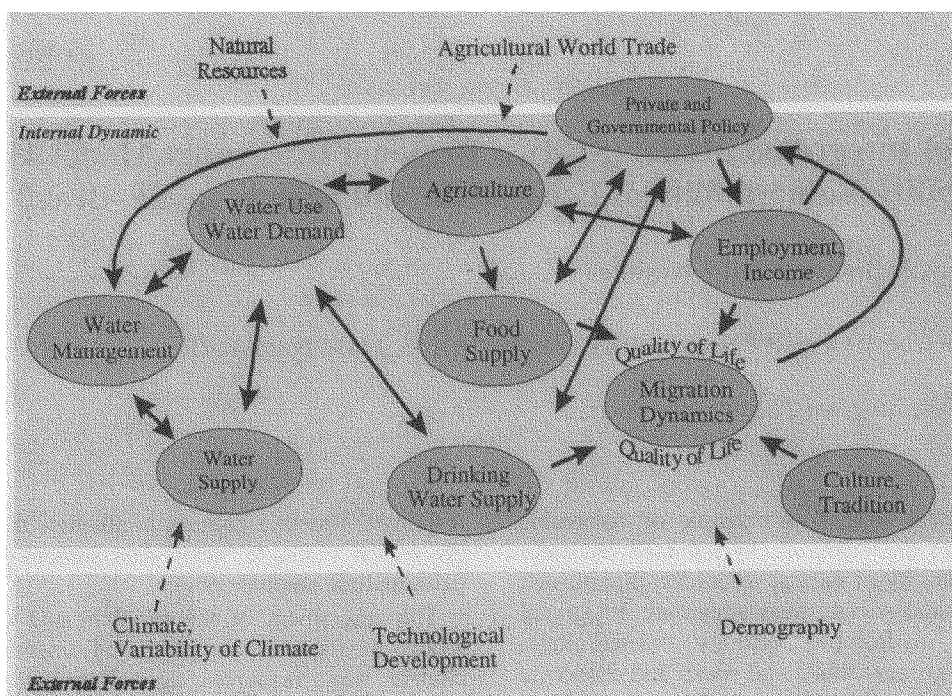 Natural
Resources
Agricultural World Trade
External Forces
Internal Dynamic
Private and
Governmental Policy
Agriculture
Water Use
Water Demand
Employment,
Income
Water
Management
Food
Supply
Quality of Life
Migration
Dynamics
Quality of Life
Water
Supply
Drinking
Water Supply
Culture,
Tradition
Climate,
Variability of Climate
Technological
Development
Demography
External Forces